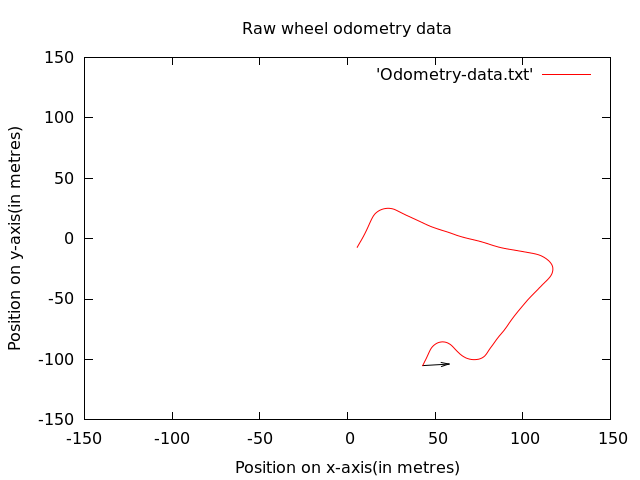 Raw wheel odometry data
'Odometry-data.txt'
Position on y-axis(in metres)
150
100
50
0
-50
-100
-150
-150 -100 -50 0 50 100 150
Position on x-axis(in metres)